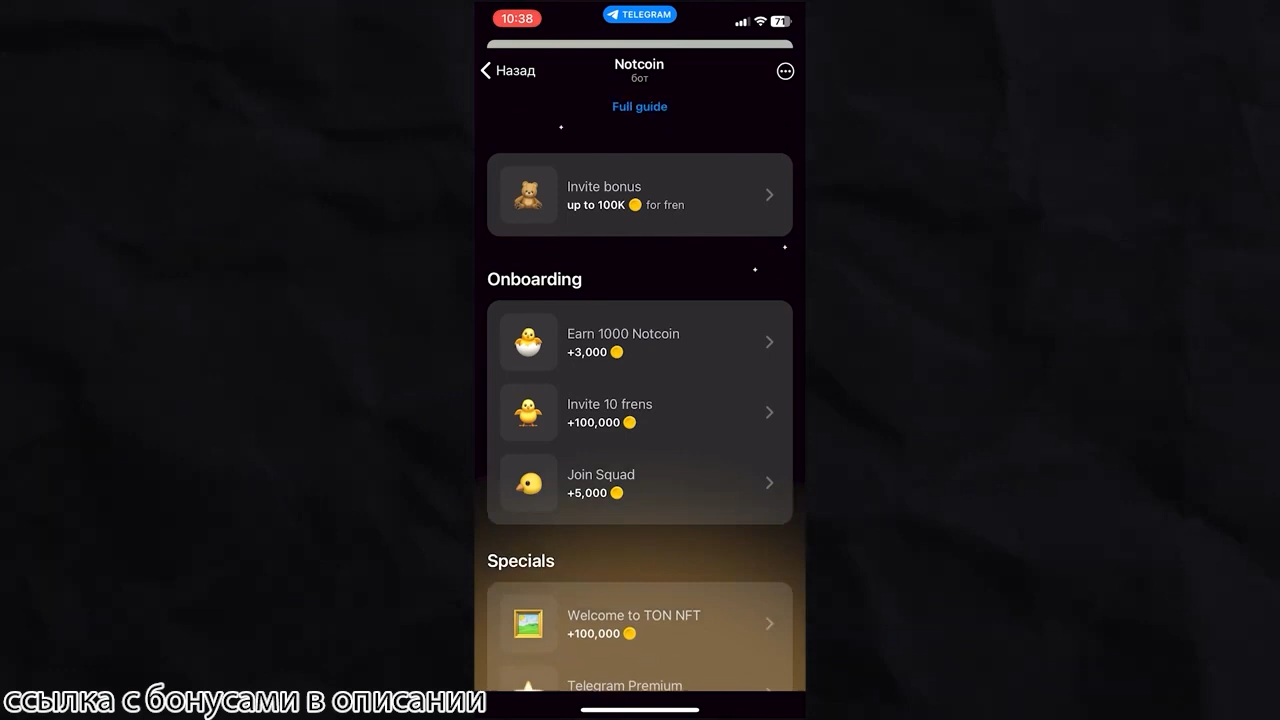 10:38
TELEGRAM
71
Назад
Notcoin
бот
Full guide
Invite bonus
up to 100K for fren
Onboarding
Earn 1000 Notcoin
+3,000
Invite 10 frens
+100,000
Join Squad
+5,000
Specials
Welcome to TON NFT
+100,000
Telegram Premium
ссылка с бонусами в описании